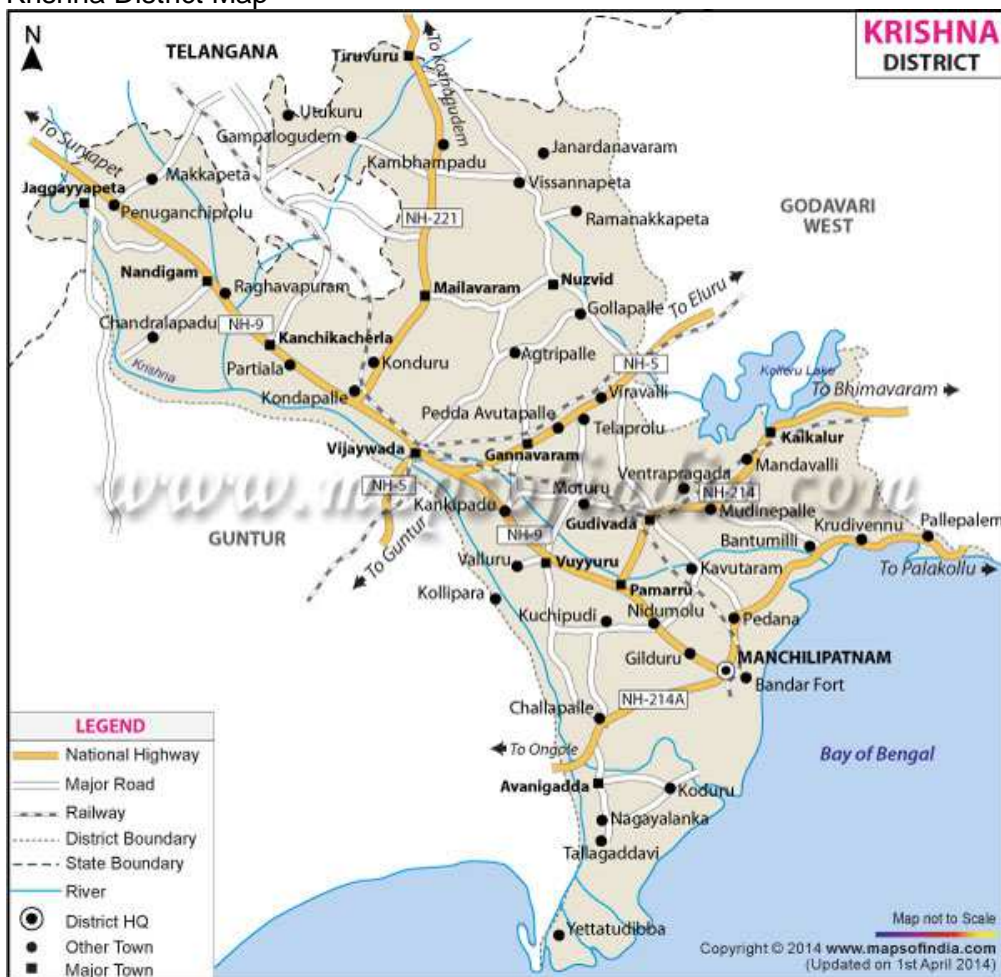 Krishna District Map
N
KRISHNA
DISTRICT
TELANGANA
Tiruvuru
To Kothagudem
Utukuru
Gampalogudem
Kambhampadu
Janardanavaram
To Suryapet
Makkapeta
Vissannapeta
Jaggayyapeta
Penuganchiprolu
NH-221
Ramanakkapeta
GODAVARI
WEST
Nandigam
Raghavapuram
Mailavaram
Nuzvid
To Eluru
Gollapalle
Chandralapadu
NH-9
Kanchikacherla
Agtripalle
NH-5
Krishna
Partiala
Konduru
Kolleru Lake
To Bhimavaram
Kondapalle
Viravalli
Pedda Avutapalle
Telaprolu
Kaikalur
Vijaywada
Gannavaram
Mandavalli
Ventrapragada
www.mapsofindia.com
NH-5
Moturu
NH-214
Kankipadu
Mudinepalle
Gudivada
Krudivennu
Pallepalem
GUNTUR
NH-9
Bantumilli
To Guntur
Valluru
Vuyyuru
Kavutaram
To Palakollu
Kollipara
Pamarru
Kuchipudi
Nidumolu
Pedana
Gilduru
MANCHILIPATNAM
Bandar Fort
NH-214A
Challapalle
To Ongole
Bay of Bengal
Avanigadda
Koduru
Nagayalanka
Tallagaddavi
Yettatudibba
LEGEND
National Highway
Major Road
Railway
District Boundary
State Boundary
River
District HQ
Other Town
Major Town
Map not to Scale
Copyright © 2014 www.mapsofindia.com
(Updated on 1st April 2014)